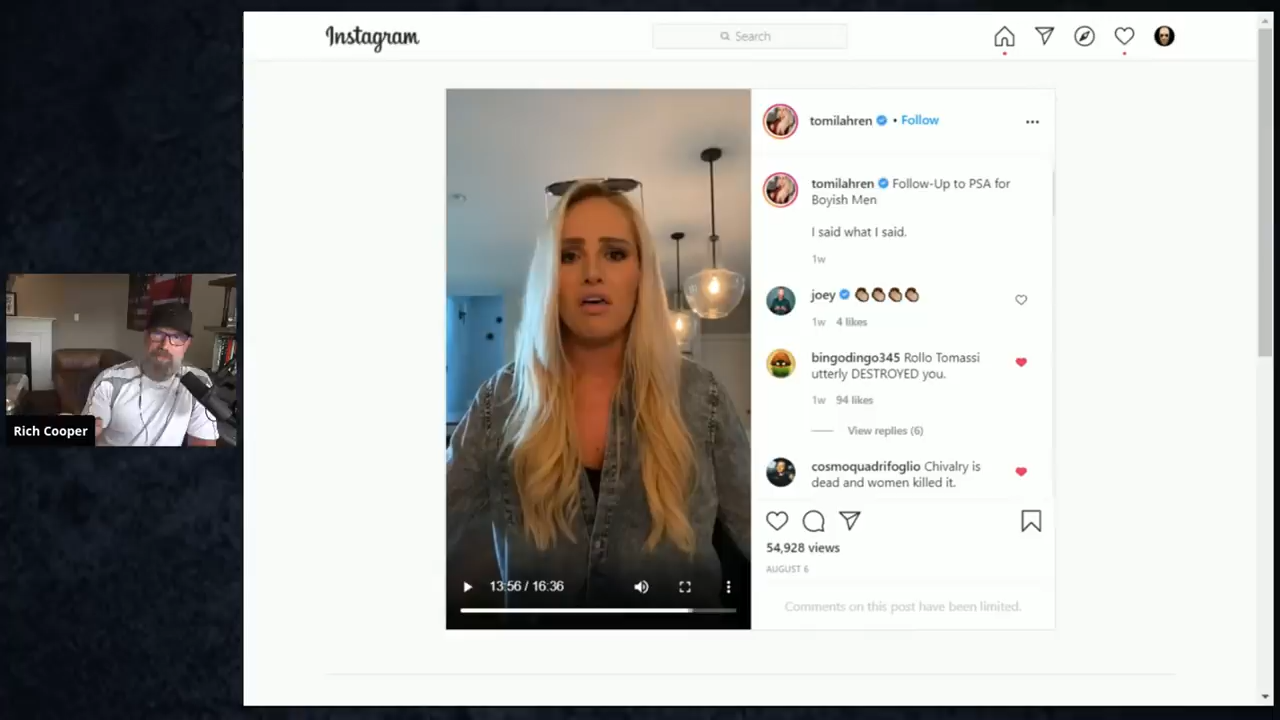 Instagram
Search
tomilahren • Follow
tomilahren Follow-Up to PSA for
Boyish Men
I said what I said.
1w
joey
1w 4 likes
bingodingo345 Rollo Tomassi
utterly DESTROYED you.
1w 94 likes
View replies (6)
cosmoquadrifoglio Chivalry is
dead and women killed it.
13:56 / 16:36
54,928 views
AUGUST 6
Comments on this post have been limited.
Rich Cooper